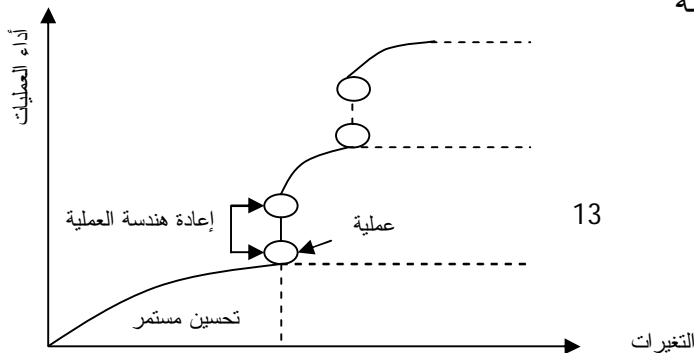 أداء العمليات
إعادة هندسة العملية
عملية
13
تحسين مستمر
التغيرات